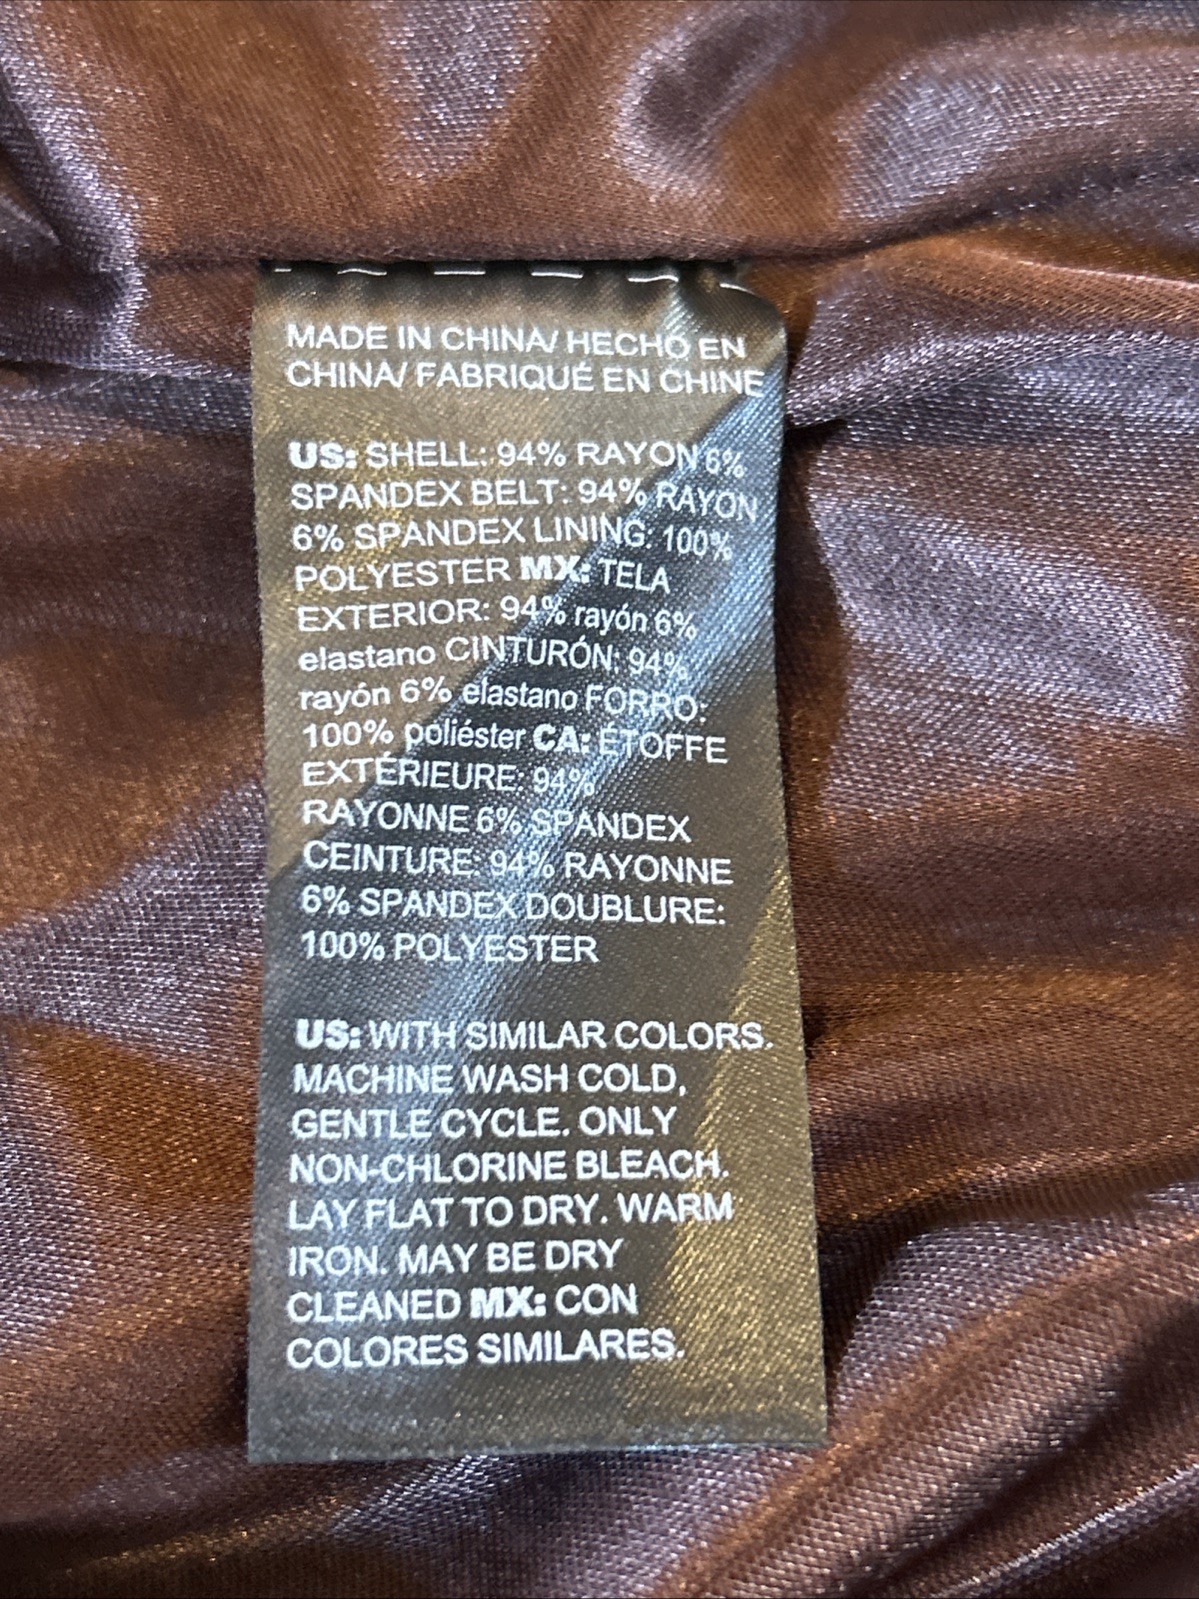 MADE IN CHINA/ HECHO EN
CHINA/ FABRIQUÉ EN CHINE
US: SHELL: 94% RAYON 6%
SPANDEX BELT: 94% RAYON
6% SPANDEX LINING: 100%
POLYESTER MX: TELA
EXTERIOR: 94% rayón 6%
elastano CINTURÓN: 94%
rayón 6% elastano FORRO:
100% poliéster CA: ÉTOFFE
EXTÉRIEURE: 94%
RAYONNE 6% SPANDEX
CEINTURE: 94% RAYONNE
6% SPANDEX DOUBLURE:
100% POLYESTER
US: WITH SIMILAR COLORS.
MACHINE WASH COLD,
GENTLE CYCLE. ONLY
NON-CHLORINE BLEACH.
LAY FLAT TO DRY. WARM
IRON. MAY BE DRY
CLEANED MX: CON
COLORES SIMILARES.